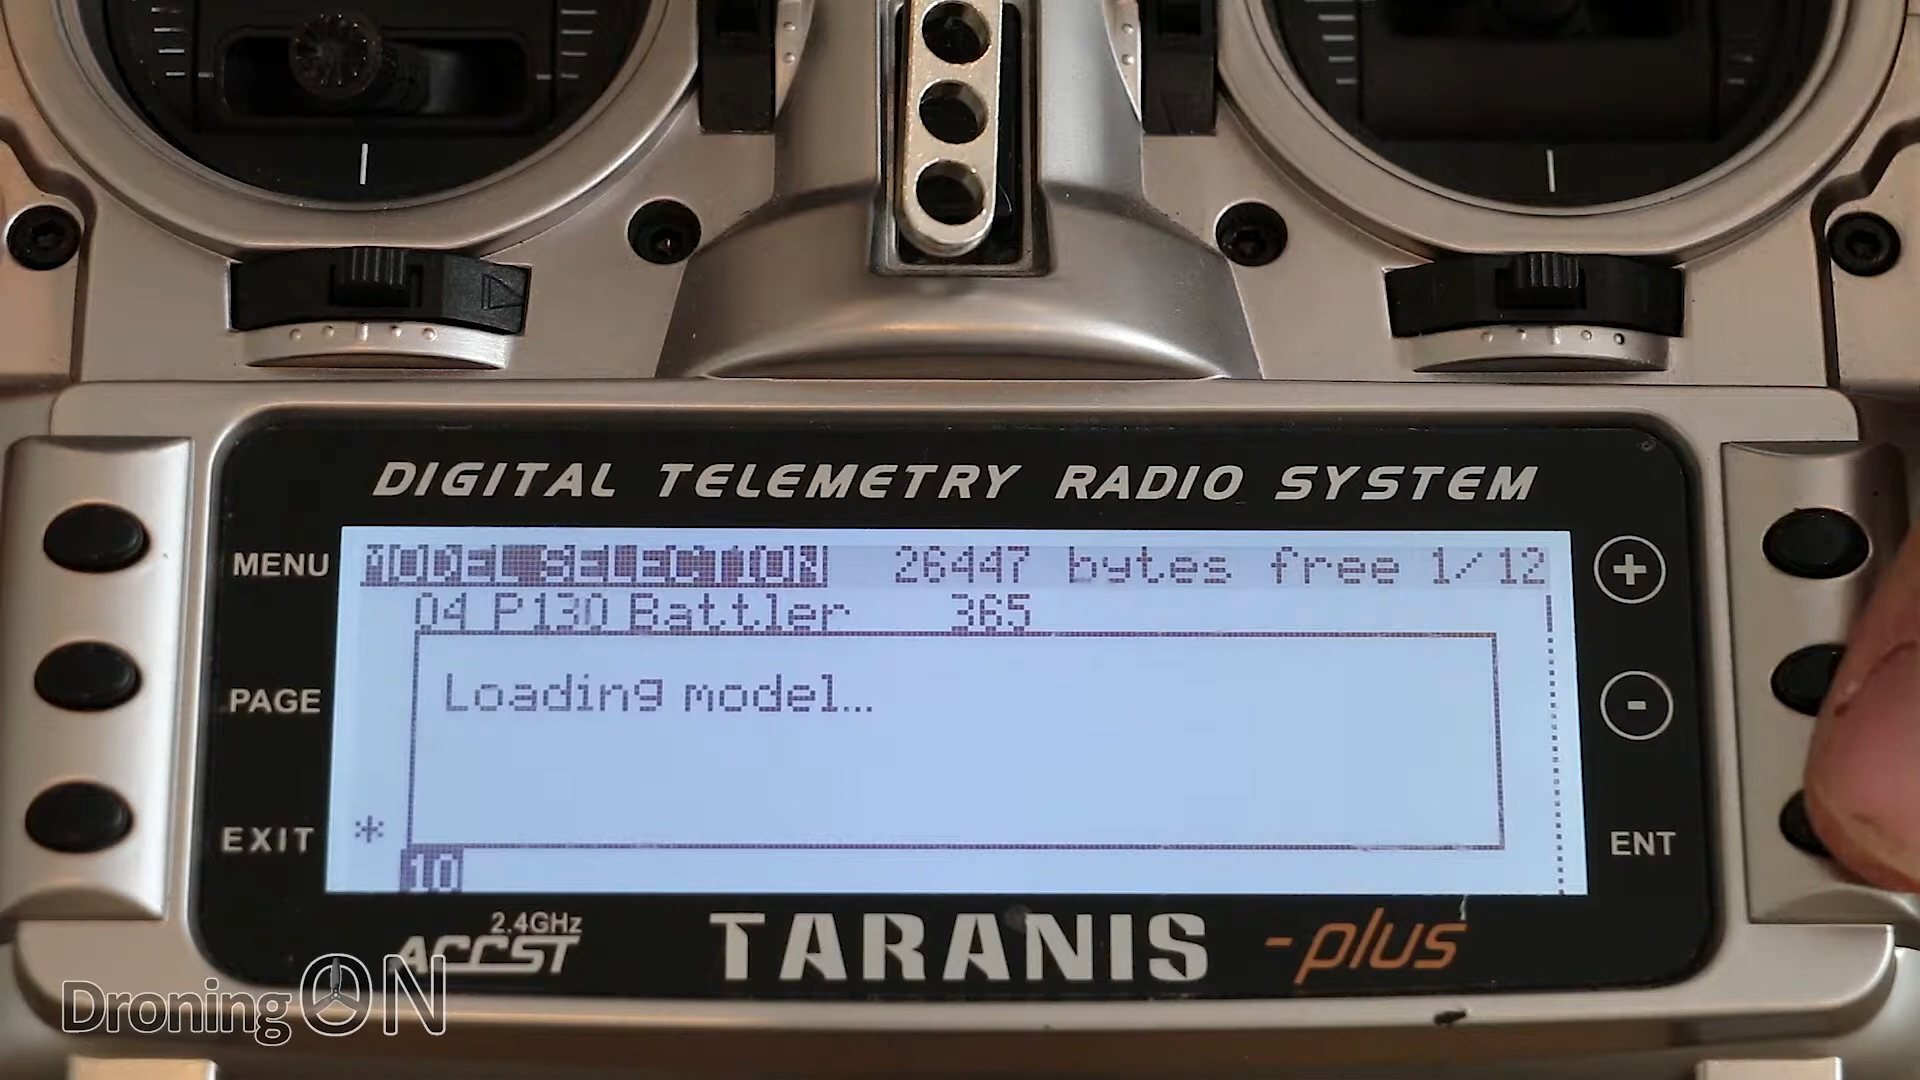 DIGITAL TELEMETRY RADIO SYSTEM
MENU
PAGE
EXIT
MODEL SELECTION 26447 bytes free 1/12
04 P130 Battler 365
Loading model...
*
10
+
-
ENT
2.4GHz
ACCST
TARANIS -plus
DroningON